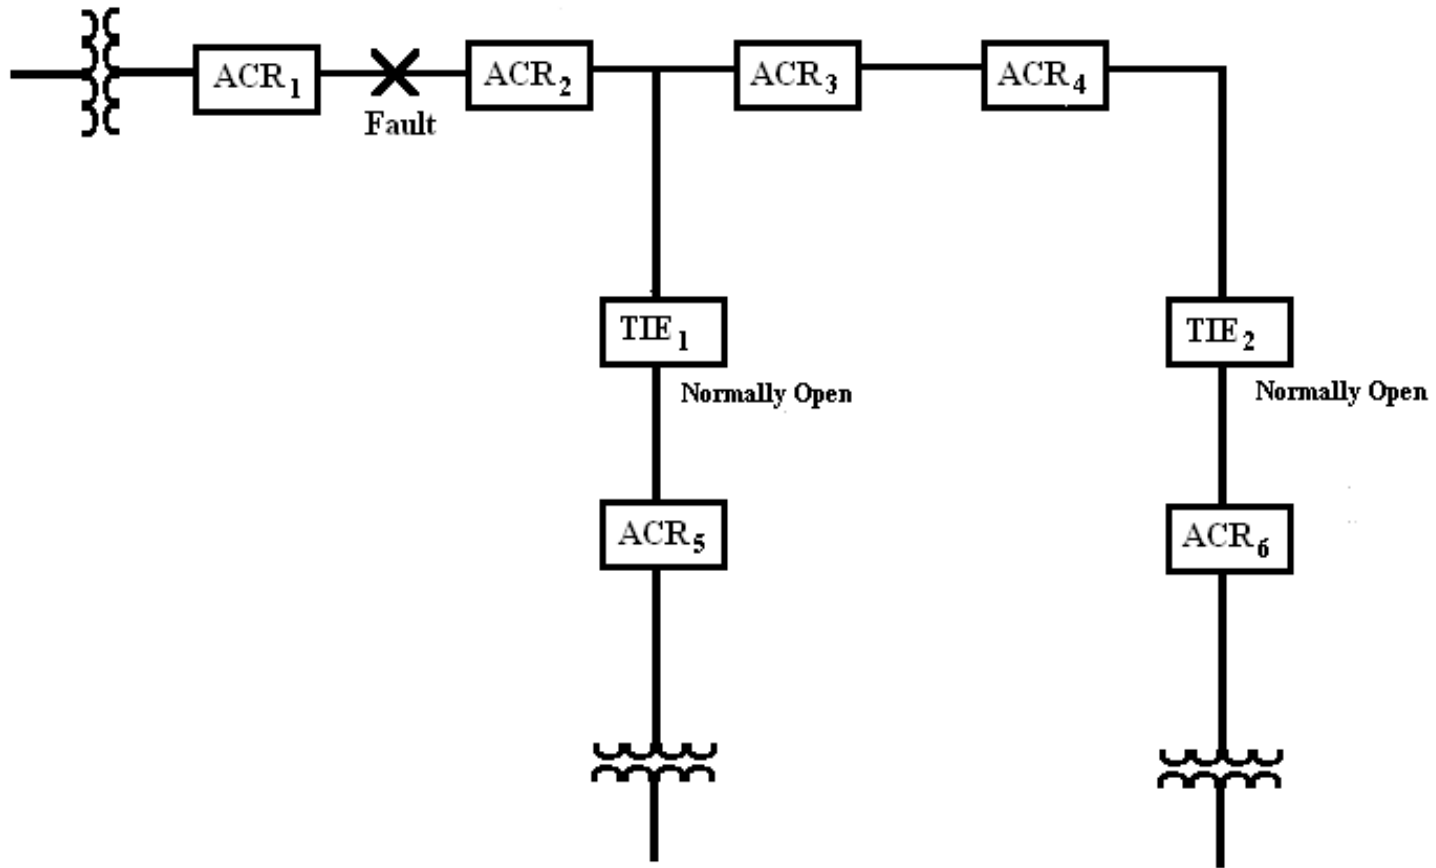 ACR1
Fault
ACR2
ACR3
ACR4
TIE1
Normally Open
TIE2
Normally Open
ACR5
ACR6